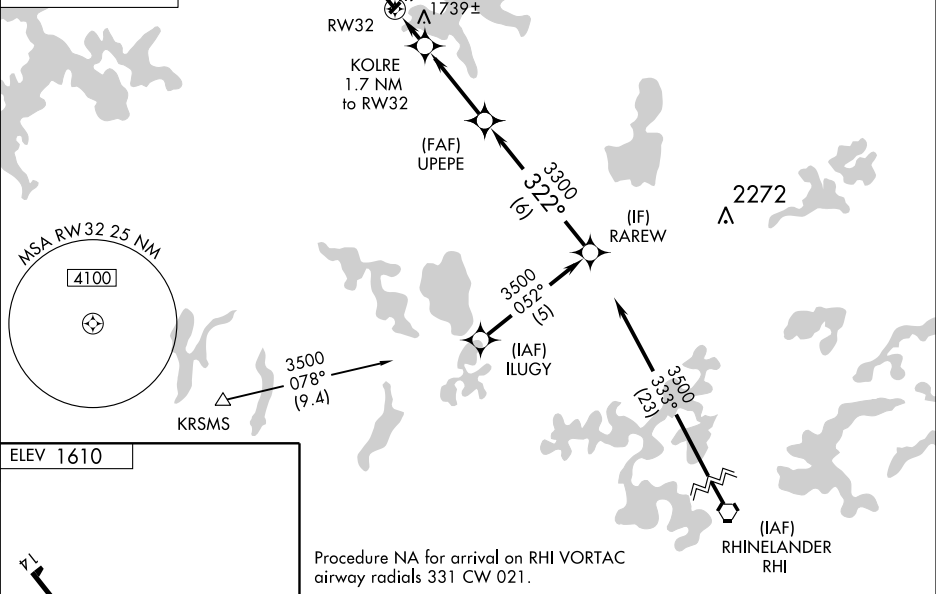 1739±
RW32
KOLRE
1.7 NM
to RW32
(FAF)
UPEPE
3300
322°
(6)
(IF)
RAREW
2272
MSA RW32 25 NM
4100
3500
052°
(5)
(IAF)
ILUGY
3500
078°
(9.4)
KRSMS
3500
333°
(23)
ELEV 1610
(IAF)
RHINELANDER
RHI
14
Procedure NA for arrival on RHI VORTAC
airway radials 331 CW 021.